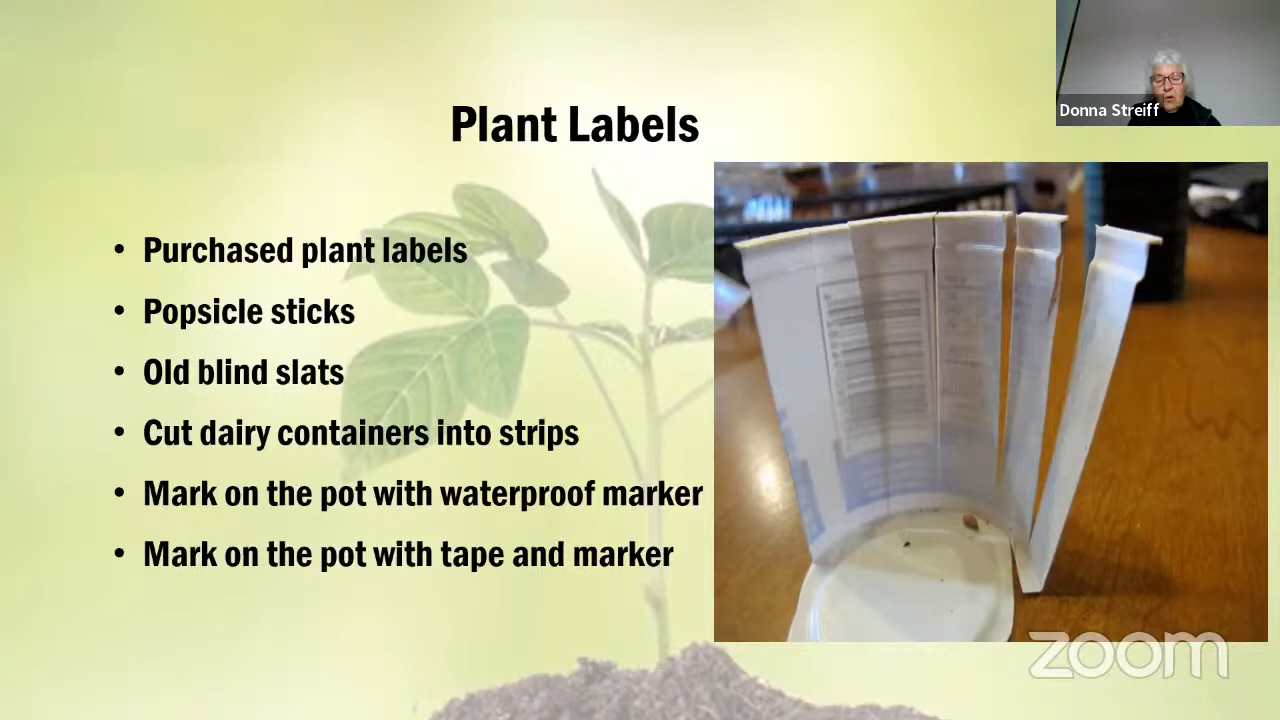 Donna Streiff
Plant Labels
• Purchased plant labels
• Popsicle sticks
• Old blind slats
• Cut dairy containers into strips
• Mark on the pot with waterproof marker
• Mark on the pot with tape and marker
zoom